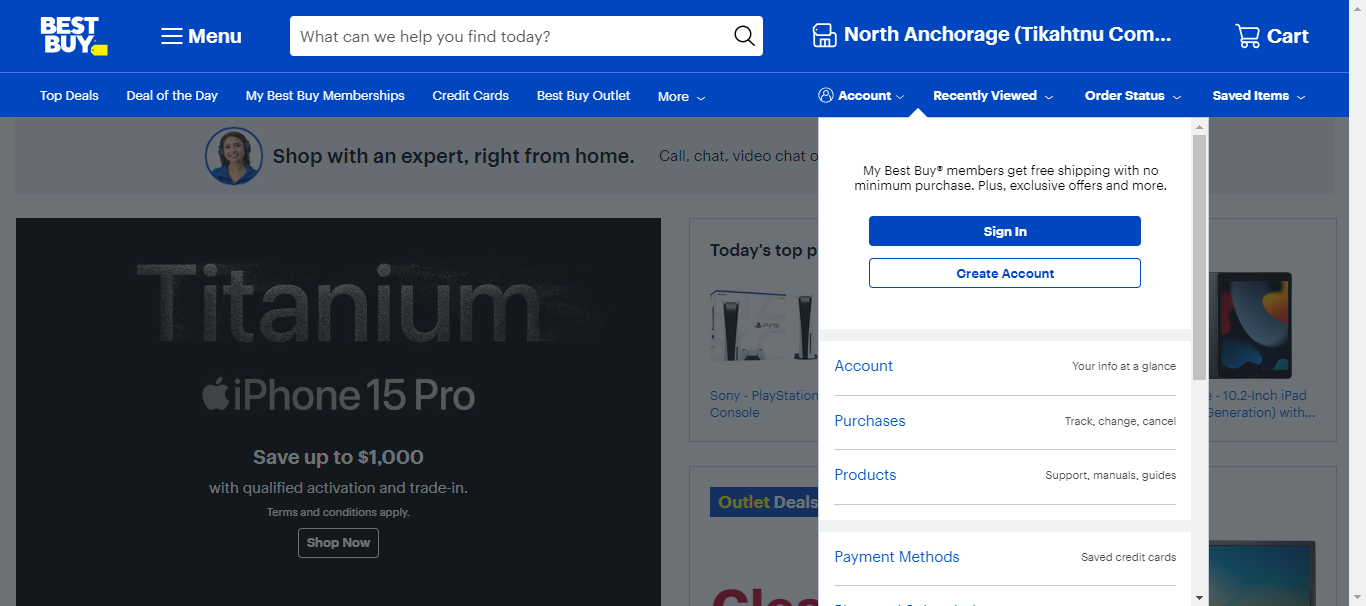 BEST BUY
Menu
What can we help you find today?
North Anchorage (Tikahtnu Com...
Cart
Top Deals
Deal of the Day
My Best Buy Memberships
Credit Cards
Best Buy Outlet
More
Account
Recently Viewed
Order Status
Saved Items
Shop with an expert, right from home.
Call, chat, video chat o
My Best Buy® members get free shipping with no
minimum purchase. Plus, exclusive offers and more.
Sign In
Create Account
Account
Your info at a glance
Purchases
Track, change, cancel
Products
Support, manuals, guides
Payment Methods
Saved credit cards
Titanium
iPhone 15 Pro
Save up to $1,000
with qualified activation and trade-in.
Terms and conditions apply.
Shop Now
Today's top p
PS5
Sony - PlayStation
Console
- 10.2-Inch iPad
Generation) with...
Outlet Deals